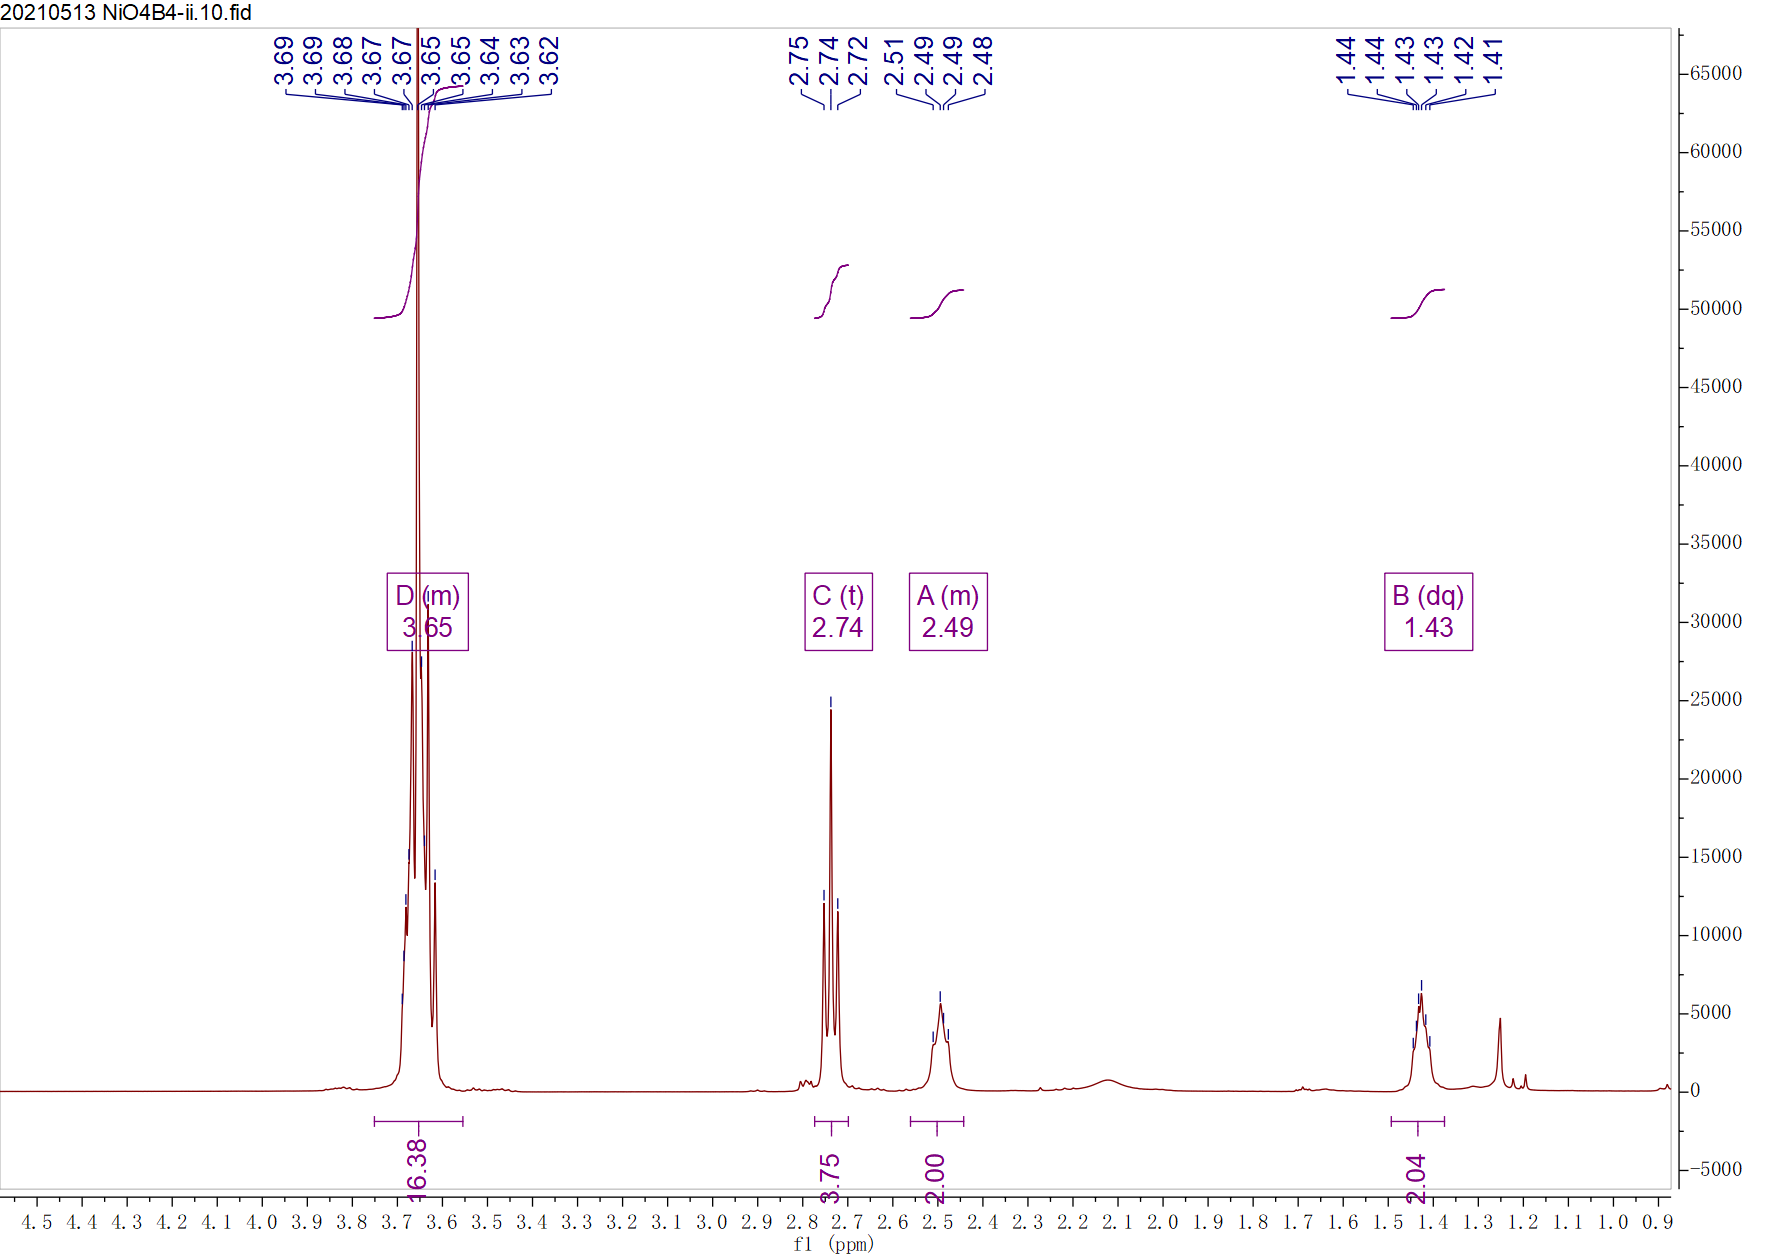 20210513 NiO4B4-ii.10.fid
3.69 3.69 3.68 3.67 3.67 3.65 3.65 3.64 3.63 3.62 2.75 2.74 2.72 2.51 2.49 2.49 2.48 1.44 1.44 1.43 1.43 1.42 1.41
65000
60000
55000
50000
45000
40000
35000
30000
25000
20000
15000
10000
5000
0
-5000
D (m)
3.65
C (t)
2.74
A (m)
2.49
B (dq)
1.43
16.38 3.75 2.00 2.04
4.5 4.4 4.3 4.2 4.1 4.0 3.9 3.8 3.7 3.6 3.5 3.4 3.3 3.2 3.1 3.0 2.9 2.8 2.7 2.6 2.5 2.4 2.3 2.2 2.1 2.0 1.9 1.8 1.7 1.6 1.5 1.4 1.3 1.2 1.1 1.0 0.9
f1 (ppm)